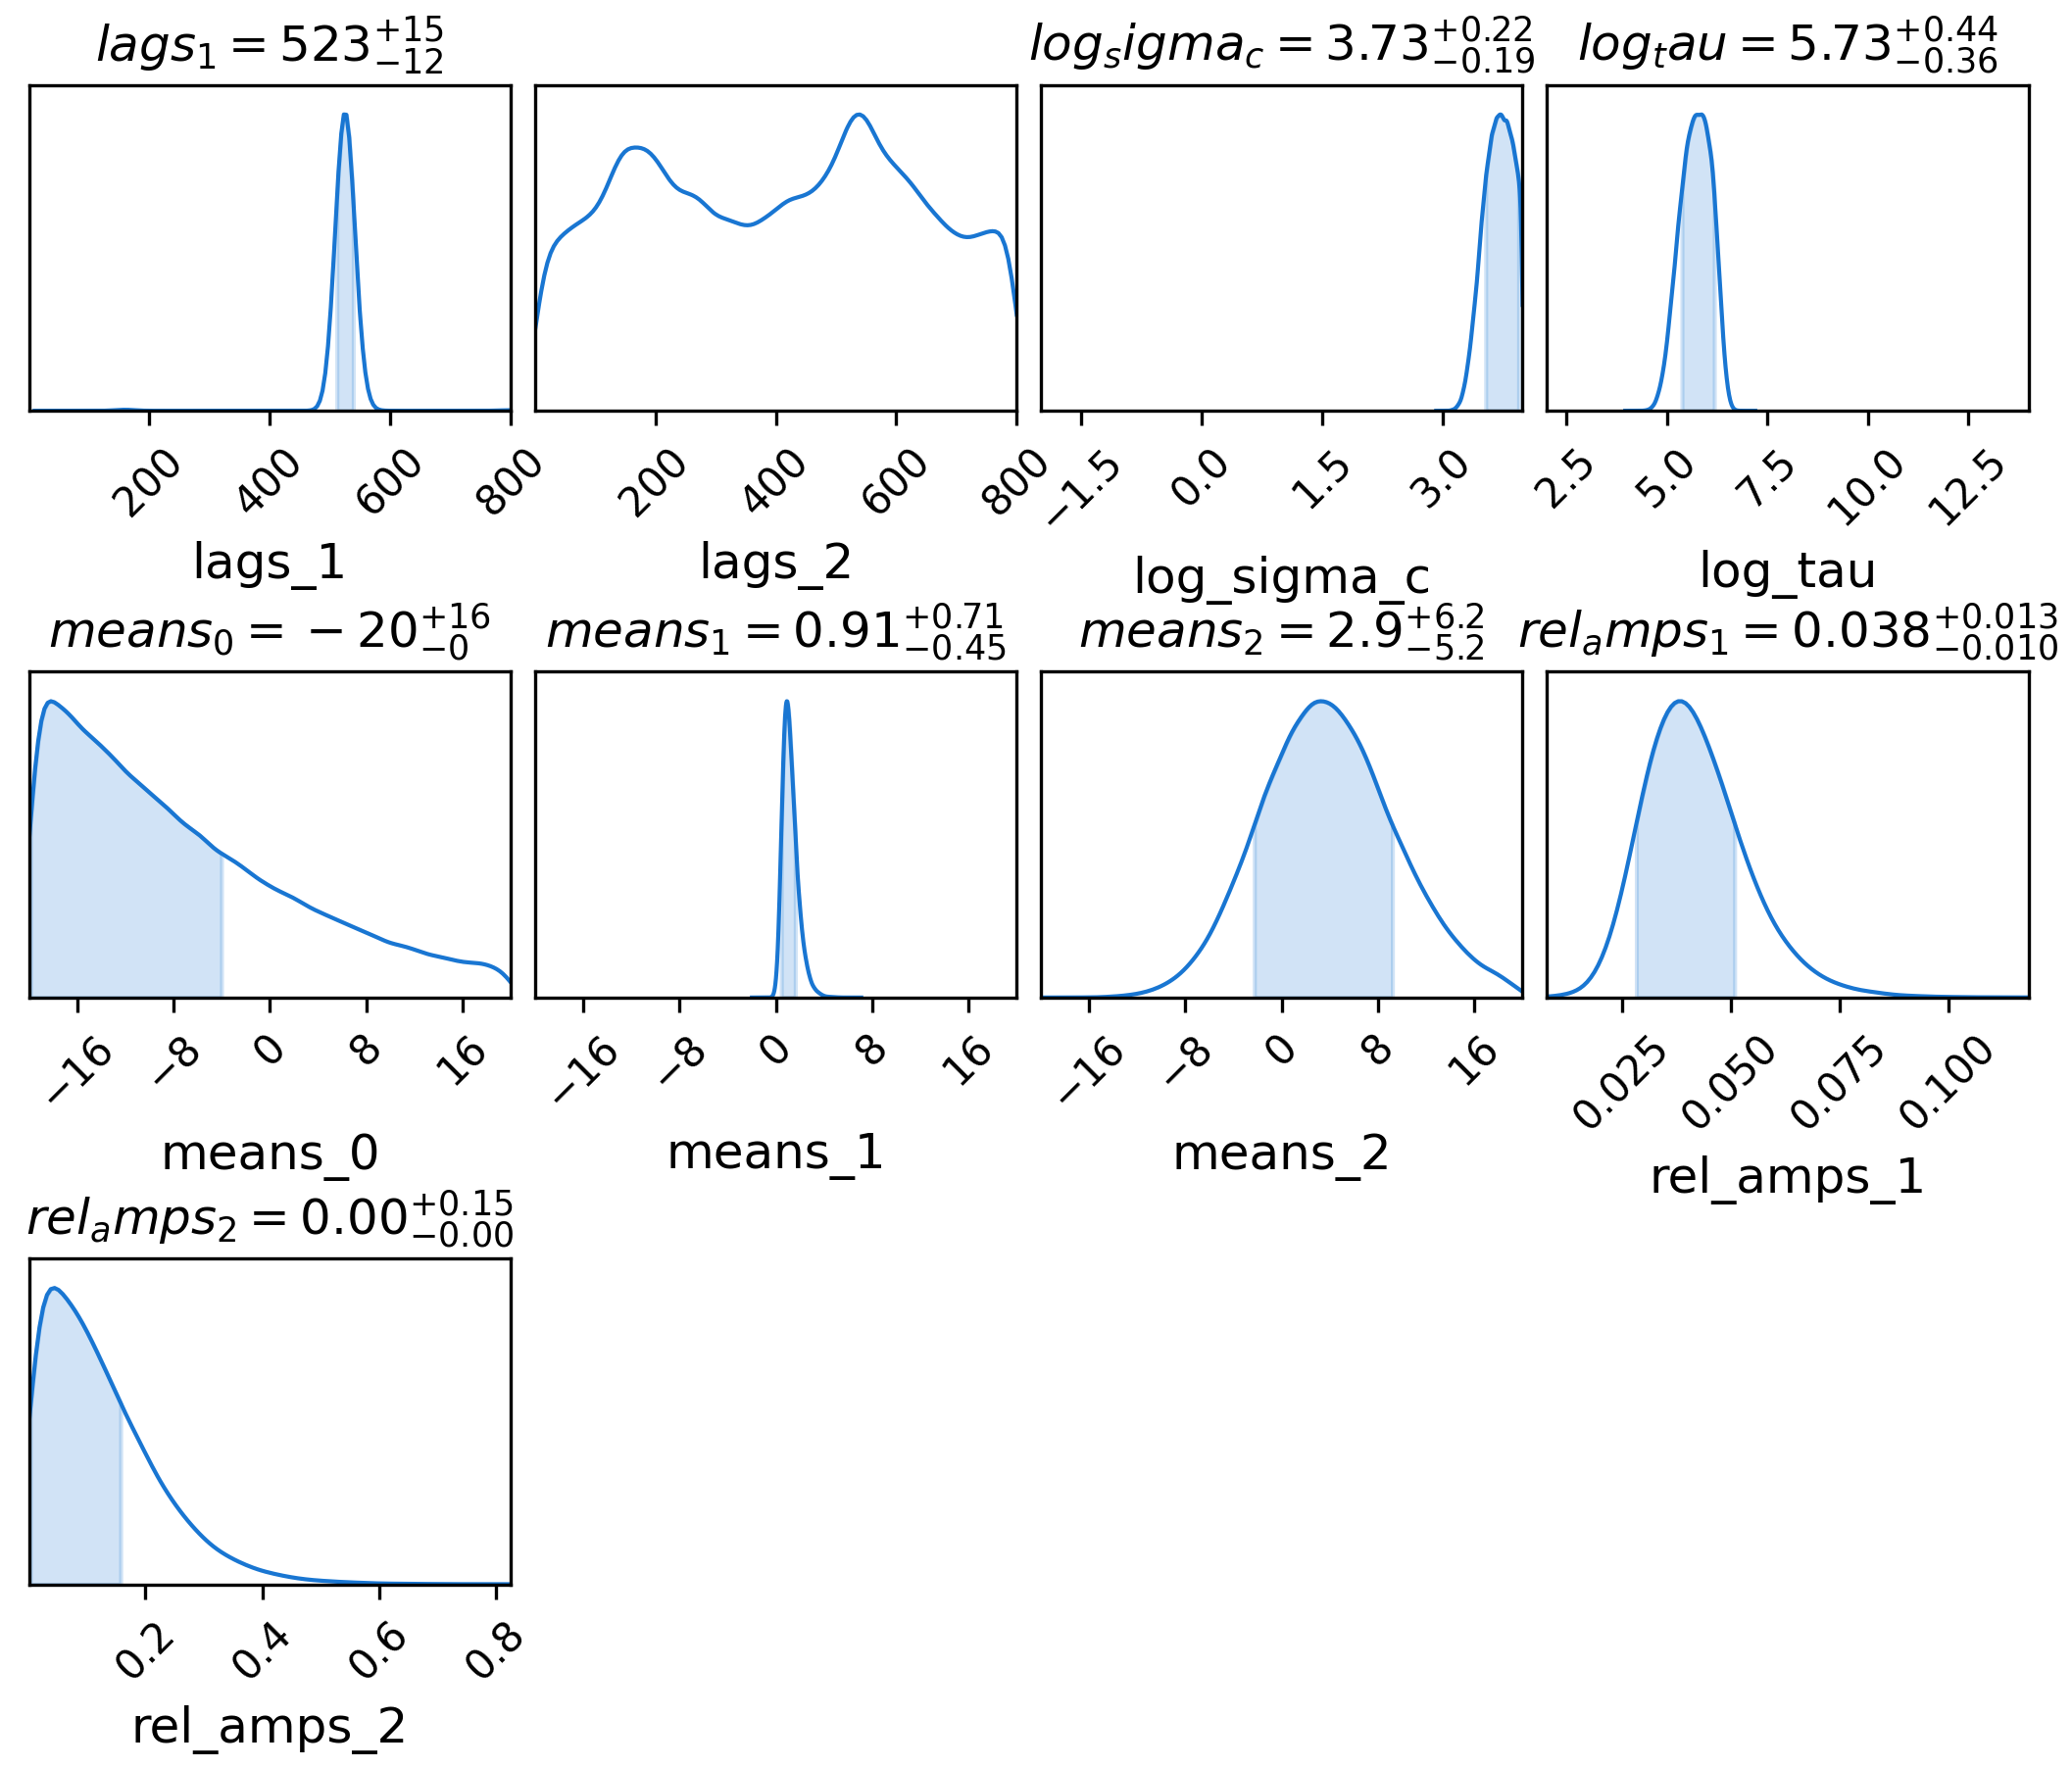 lags₁ = 523⁺¹⁵₋₁₂
logₛigma_c = 3.73⁺⁰·²²₋₀.₁₉
logₜau = 5.73⁺⁰·⁴⁴₋₀.₃₆
200 400 600 800
200 400 600 800
−1.5 0.0 1.5 3.0
2.5 5.0 7.5 10.0 12.5
lags_1
lags_2
log_sigma_c
log_tau
means₀ = −20⁺¹⁶₋₀
means₁ = 0.91⁺⁰·⁷¹₋₀.₄₅
means₂ = 2.9⁺⁶·²₋₅.₂
relₐmps₁ = 0.038⁺⁰·⁰¹³₋₀.₀₁₀
−16 −8 0 8 16
−16 −8 0 8 16
−16 −8 0 8 16
0.025 0.050 0.075 0.100
means_0
means_1
means_2
rel_amps_1
relₐmps₂ = 0.00⁺⁰·¹⁵₋₀.₀₀
0.2 0.4 0.6 0.8
rel_amps_2